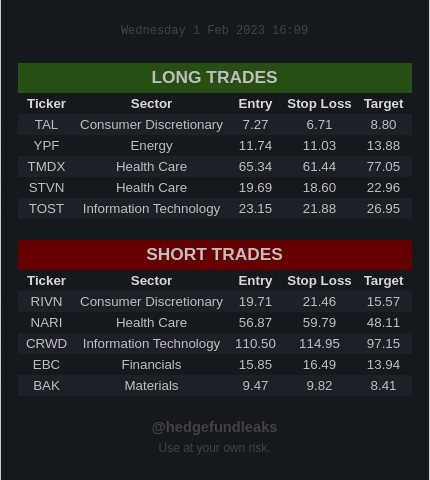 Wednesday 1 Feb 2023 16:09
LONG TRADES
Ticker Sector Entry Stop Loss Target
TAL Consumer Discretionary 7.27 6.71 8.80
YPF Energy 11.74 11.03 13.88
TMDX Health Care 65.34 61.44 77.05
STVN Health Care 19.69 18.60 22.96
TOST Information Technology 23.15 21.88 26.95
SHORT TRADES
Ticker Sector Entry Stop Loss Target
RIVN Consumer Discretionary 19.71 21.46 15.57
NARI Health Care 56.87 59.79 48.11
CRWD Information Technology 110.50 114.95 97.15
EBC Financials 15.85 16.49 13.94
BAK Materials 9.47 9.82 8.41
@hedgefundleaks
Use at your own risk.